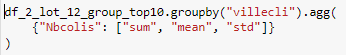 df_2_lot_12_group_top10.groupby("villecli").agg(
    {"Nbcolis": ["sum", "mean", "std"]}
)